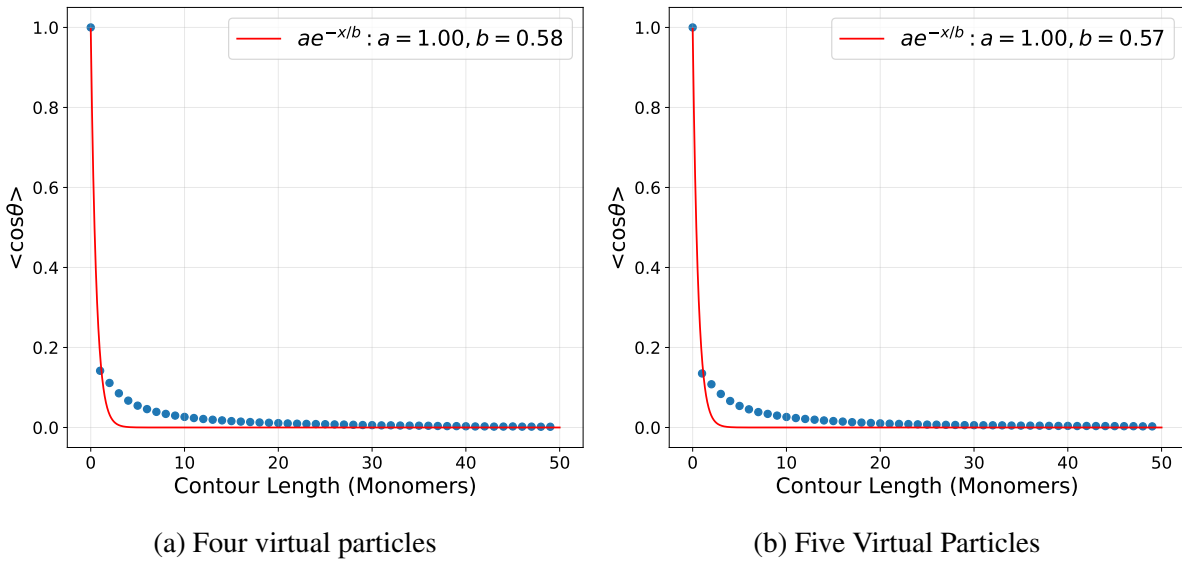 1.0
0.8
0.6
0.4
0.2
0.0
<cosθ>
0 10 20 30 40 50
Contour Length (Monomers)
ae^{-x/b} : a = 1.00, b = 0.58
(a) Four virtual particles
1.0
0.8
0.6
0.4
0.2
0.0
<cosθ>
0 10 20 30 40 50
Contour Length (Monomers)
ae^{-x/b} : a = 1.00, b = 0.57
(b) Five Virtual Particles